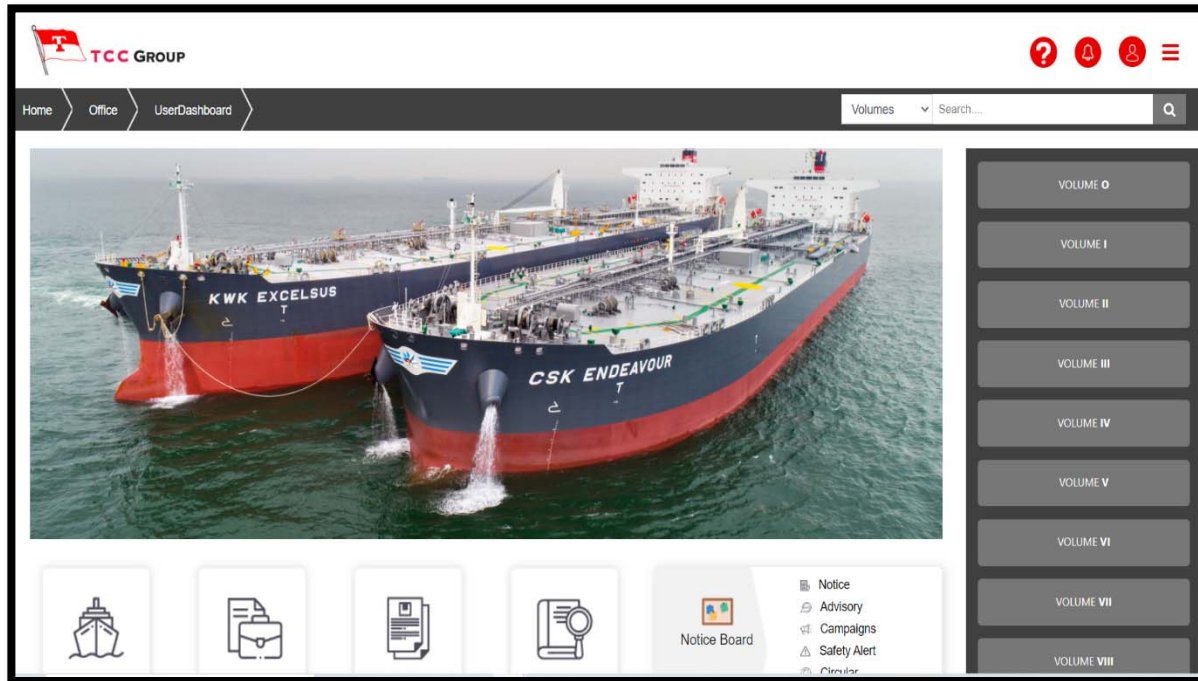 T
TCC GROUP
?
Home
Office
UserDashboard
Volumes
Search....
KWK EXCELSUS
T
CSK ENDEAVOUR
T
VOLUME O
VOLUME I
VOLUME II
VOLUME III
VOLUME IV
VOLUME V
VOLUME VI
VOLUME VII
VOLUME VIII
Notice Board
Notice
Advisory
Campaigns
Safety Alert
Circular